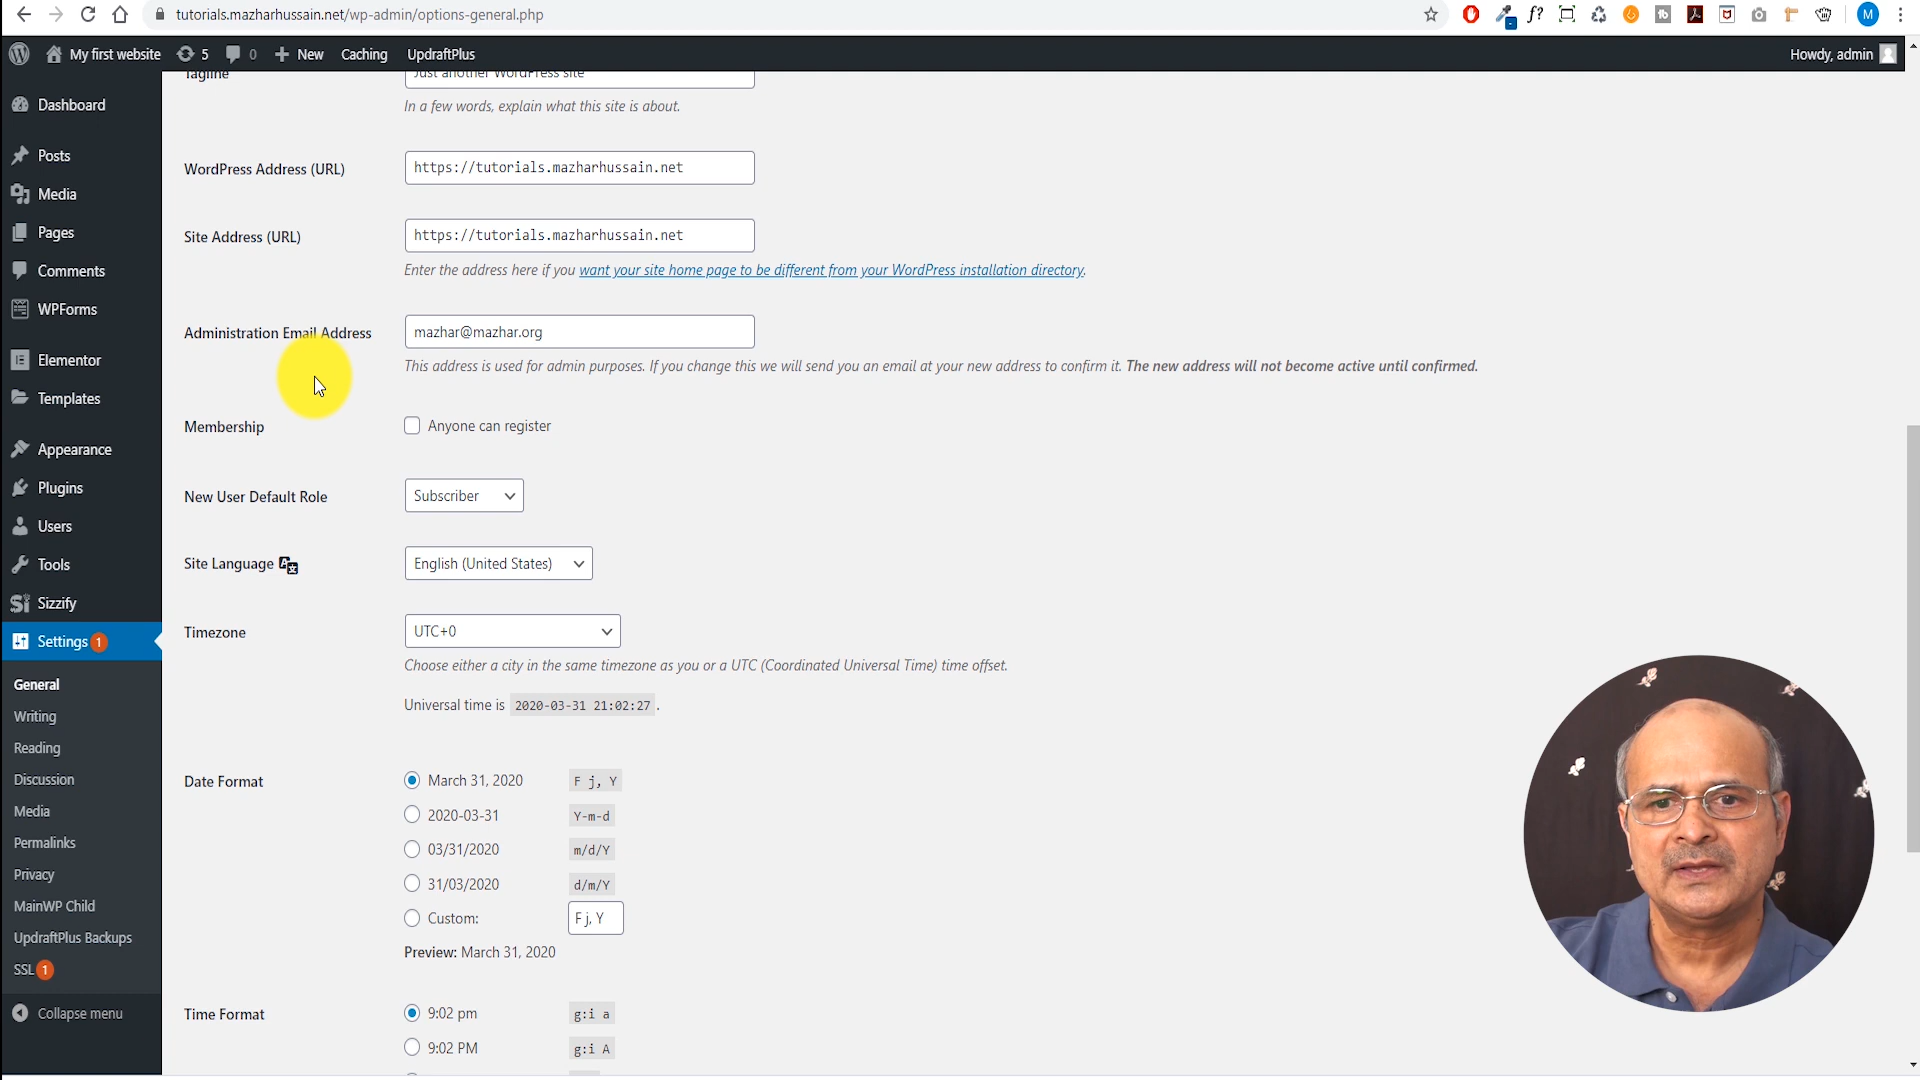 tutorials.mazharhussain.net/wp-admin/options-general.php
f?
M
My first website 5 0 New Caching UpdraftPlus
Howdy, admin
Dashboard
Posts
Media
Pages
Comments
WPForms
Elementor
Templates
Appearance
Plugins
Users
Tools
Sizzify
Settings 1
General
Writing
Reading
Discussion
Media
Permalinks
Privacy
MainWP Child
UpdraftPlus Backups
SSL 1
Collapse menu
Tagline Just another WordPress site
In a few words, explain what this site is about.
WordPress Address (URL) https://tutorials.mazharhussain.net
Site Address (URL) https://tutorials.mazharhussain.net
Enter the address here if you want your site home page to be different from your WordPress installation directory.
Administration Email Address mazhar@mazhar.org
This address is used for admin purposes. If you change this we will send you an email at your new address to confirm it. The new address will not become active until confirmed.
Membership Anyone can register
New User Default Role Subscriber
Site Language English (United States)
Timezone UTC+0
Choose either a city in the same timezone as you or a UTC (Coordinated Universal Time) time offset.
Universal time is 2020-03-31 21:02:27 .
Date Format March 31, 2020 F j, Y
2020-03-31 Y-m-d
03/31/2020 m/d/Y
31/03/2020 d/m/Y
Custom: F j, Y
Preview: March 31, 2020
Time Format 9:02 pm g:i a
9:02 PM g:i A